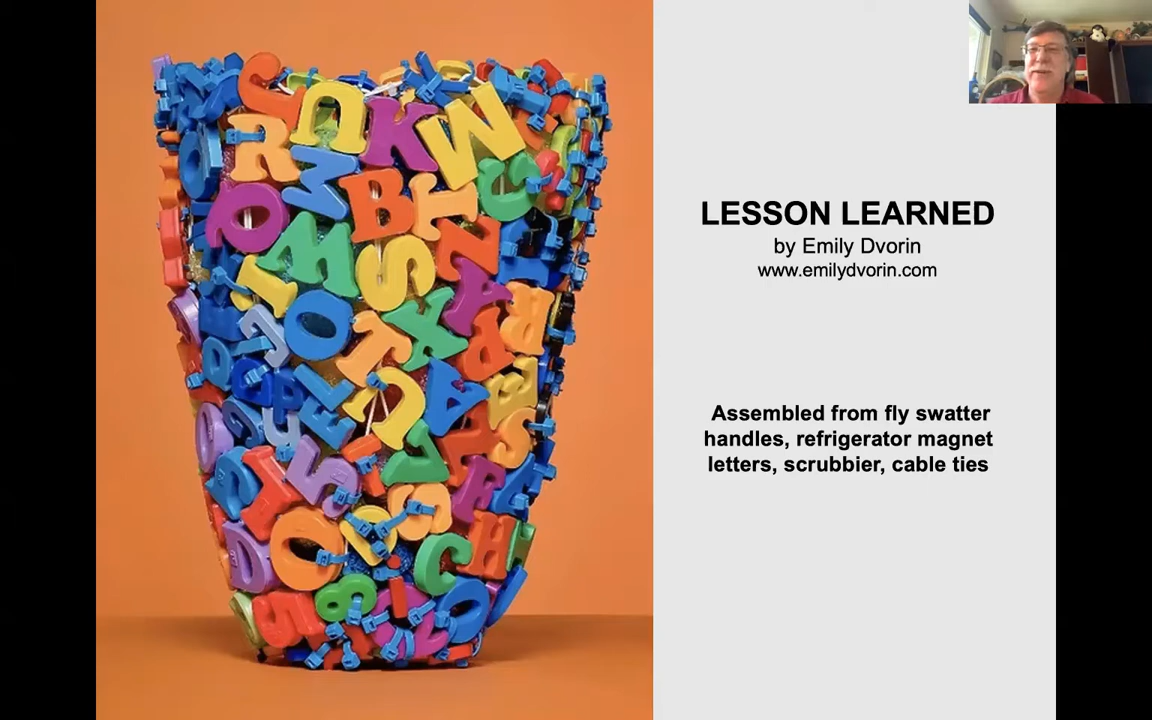 LESSON LEARNED
by Emily Dvorin
www.emilydvorin.com
Assembled from fly swatter
handles, refrigerator magnet
letters, scrubbier, cable ties